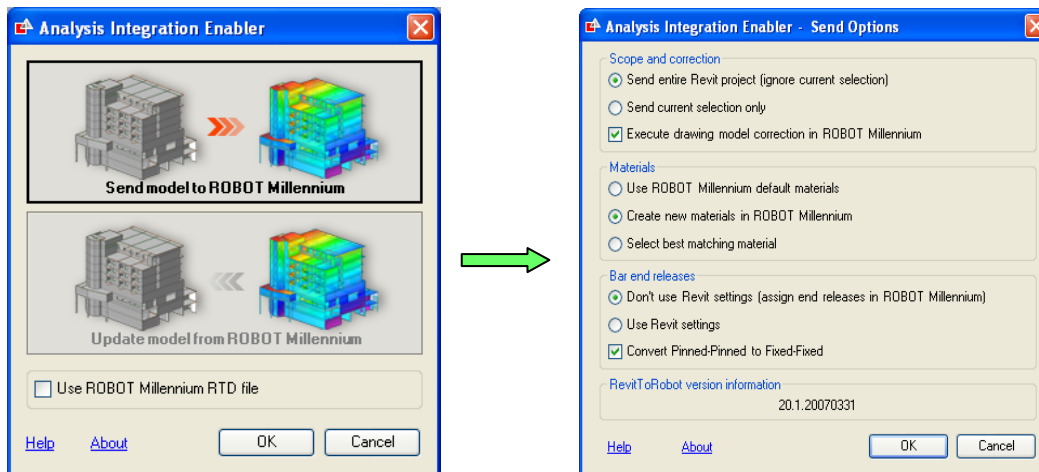 Analysis Integration Enabler
Send model to ROBOT Millennium
Update model from ROBOT Millennium
Use ROBOT Millennium RTD file
Help
About
OK
Cancel
Analysis Integration Enabler - Send Options
Scope and correction
Send entire Revit project (ignore current selection)
Send current selection only
Execute drawing model correction in ROBOT Millennium
Materials
Use ROBOT Millennium default materials
Create new materials in ROBOT Millennium
Select best matching material
Bar end releases
Don't use Revit settings (assign end releases in ROBOT Millennium)
Use Revit settings
Convert Pinned-Pinned to Fixed-Fixed
RevitToRobot version information
20.1.20070331
Help
About
OK
Cancel